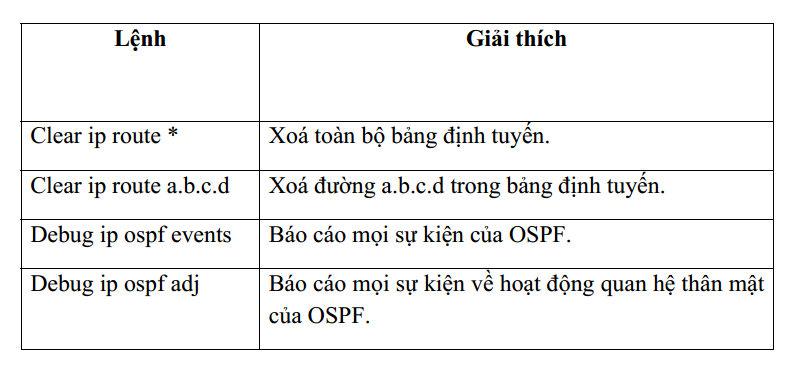 Lệnh Giải thích
Clear ip route * Xoá toàn bộ bảng định tuyến.
Clear ip route a.b.c.d Xoá đường a.b.c.d trong bảng định tuyến.
Debug ip ospf events Báo cáo mọi sự kiện của OSPF.
Debug ip ospf adj Báo cáo mọi sự kiện về hoạt động quan hệ thân mật
của OSPF.